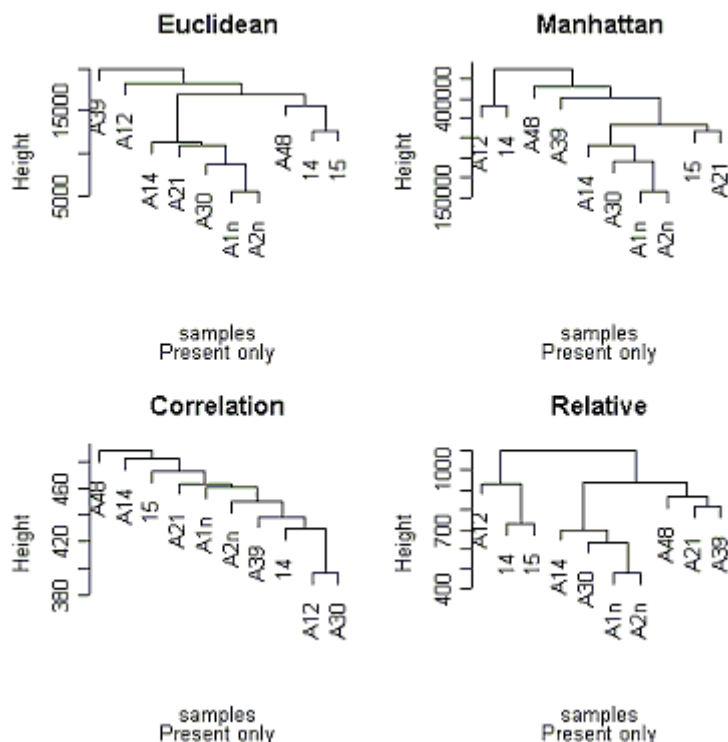 Euclidean
Height
5000 15000
A39
A12
A14
A21
A30
A1n
A2n
A48
14
15
samples
Present only
Manhattan
Height
150000 400000
A12
14
A48
A39
A14
A30
A1n
A2n
15
A21
samples
Present only
Correlation
Height
380 420 460
A48
A14
15
A21
A1n
A2n
A39
14
A12
A30
samples
Present only
Relative
Height
400 700 1000
A12
14
15
A14
A30
A1n
A2n
A48
A21
A39
samples
Present only